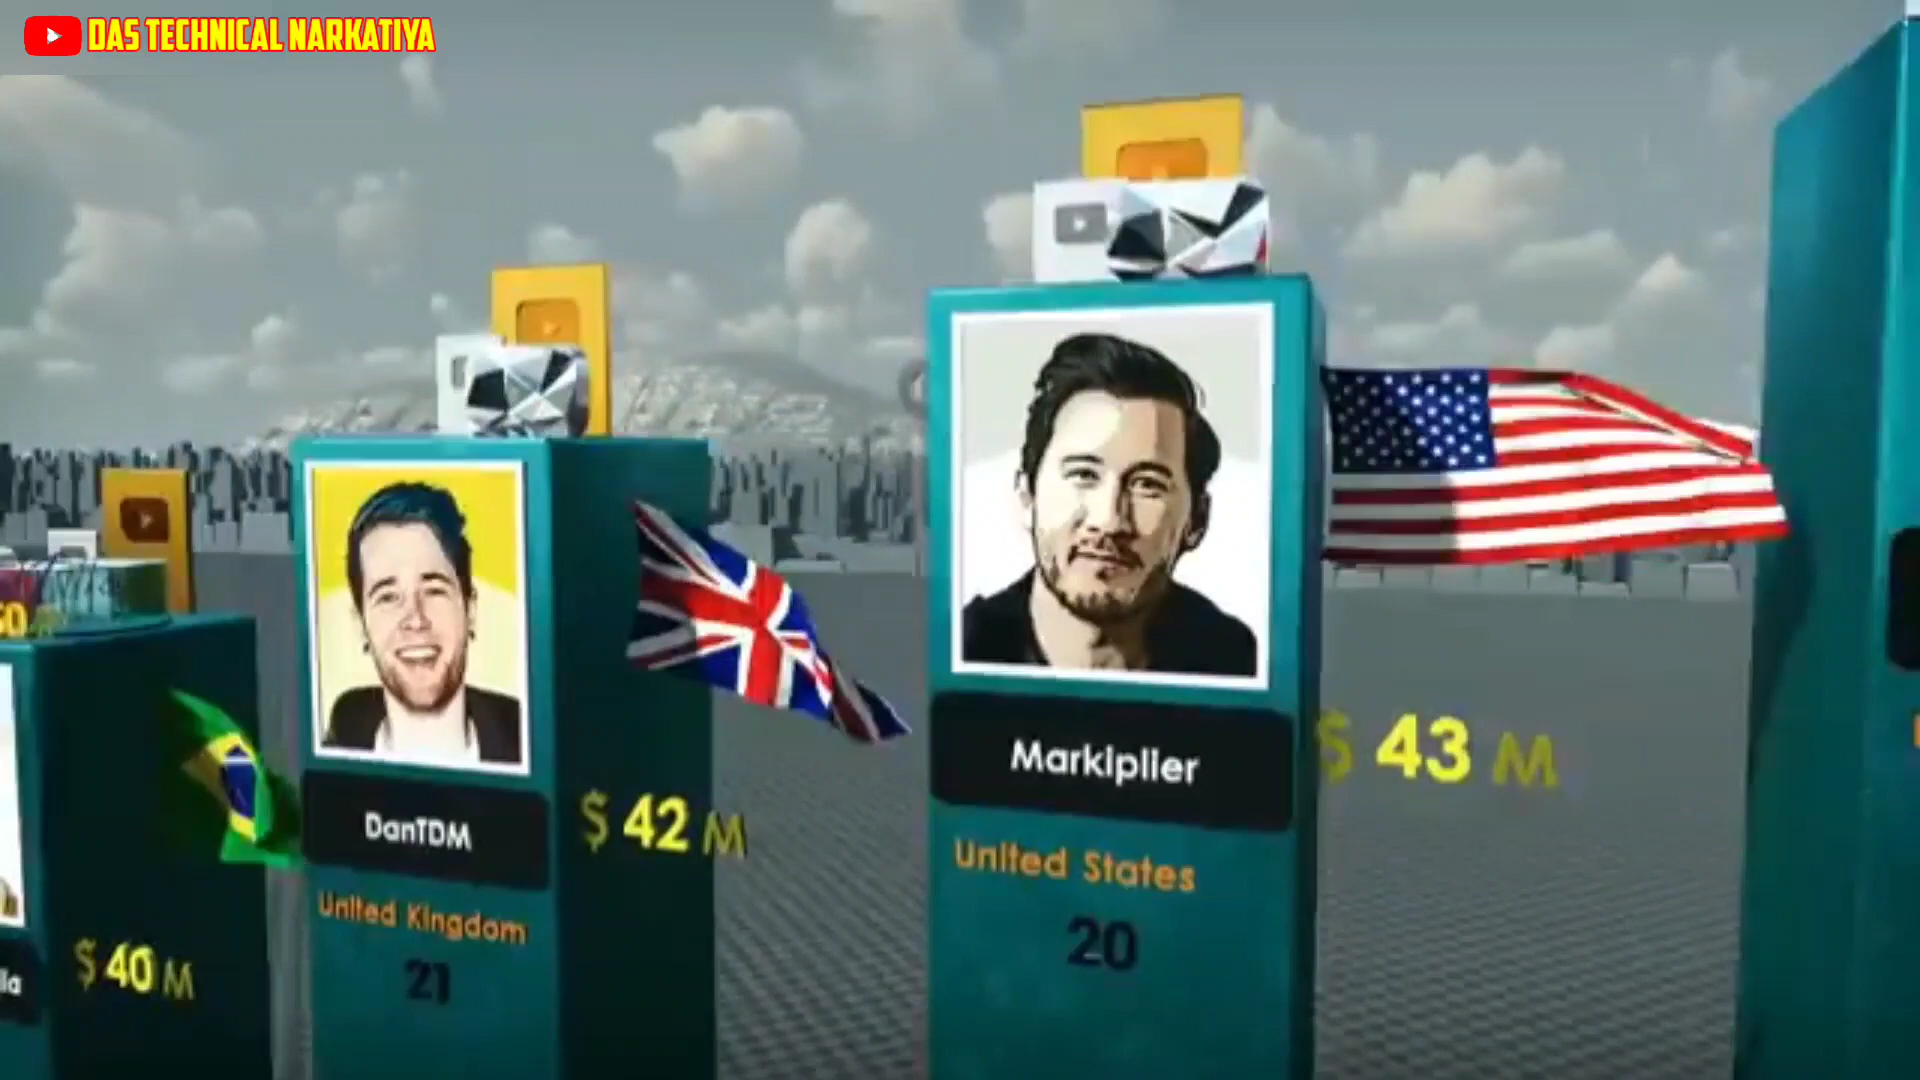 DAS TECHNICAL NARKATIYA
$ 40 M
DanTDM
United Kingdom
21
$ 42 M
Markiplier
United States
20
$ 43 M